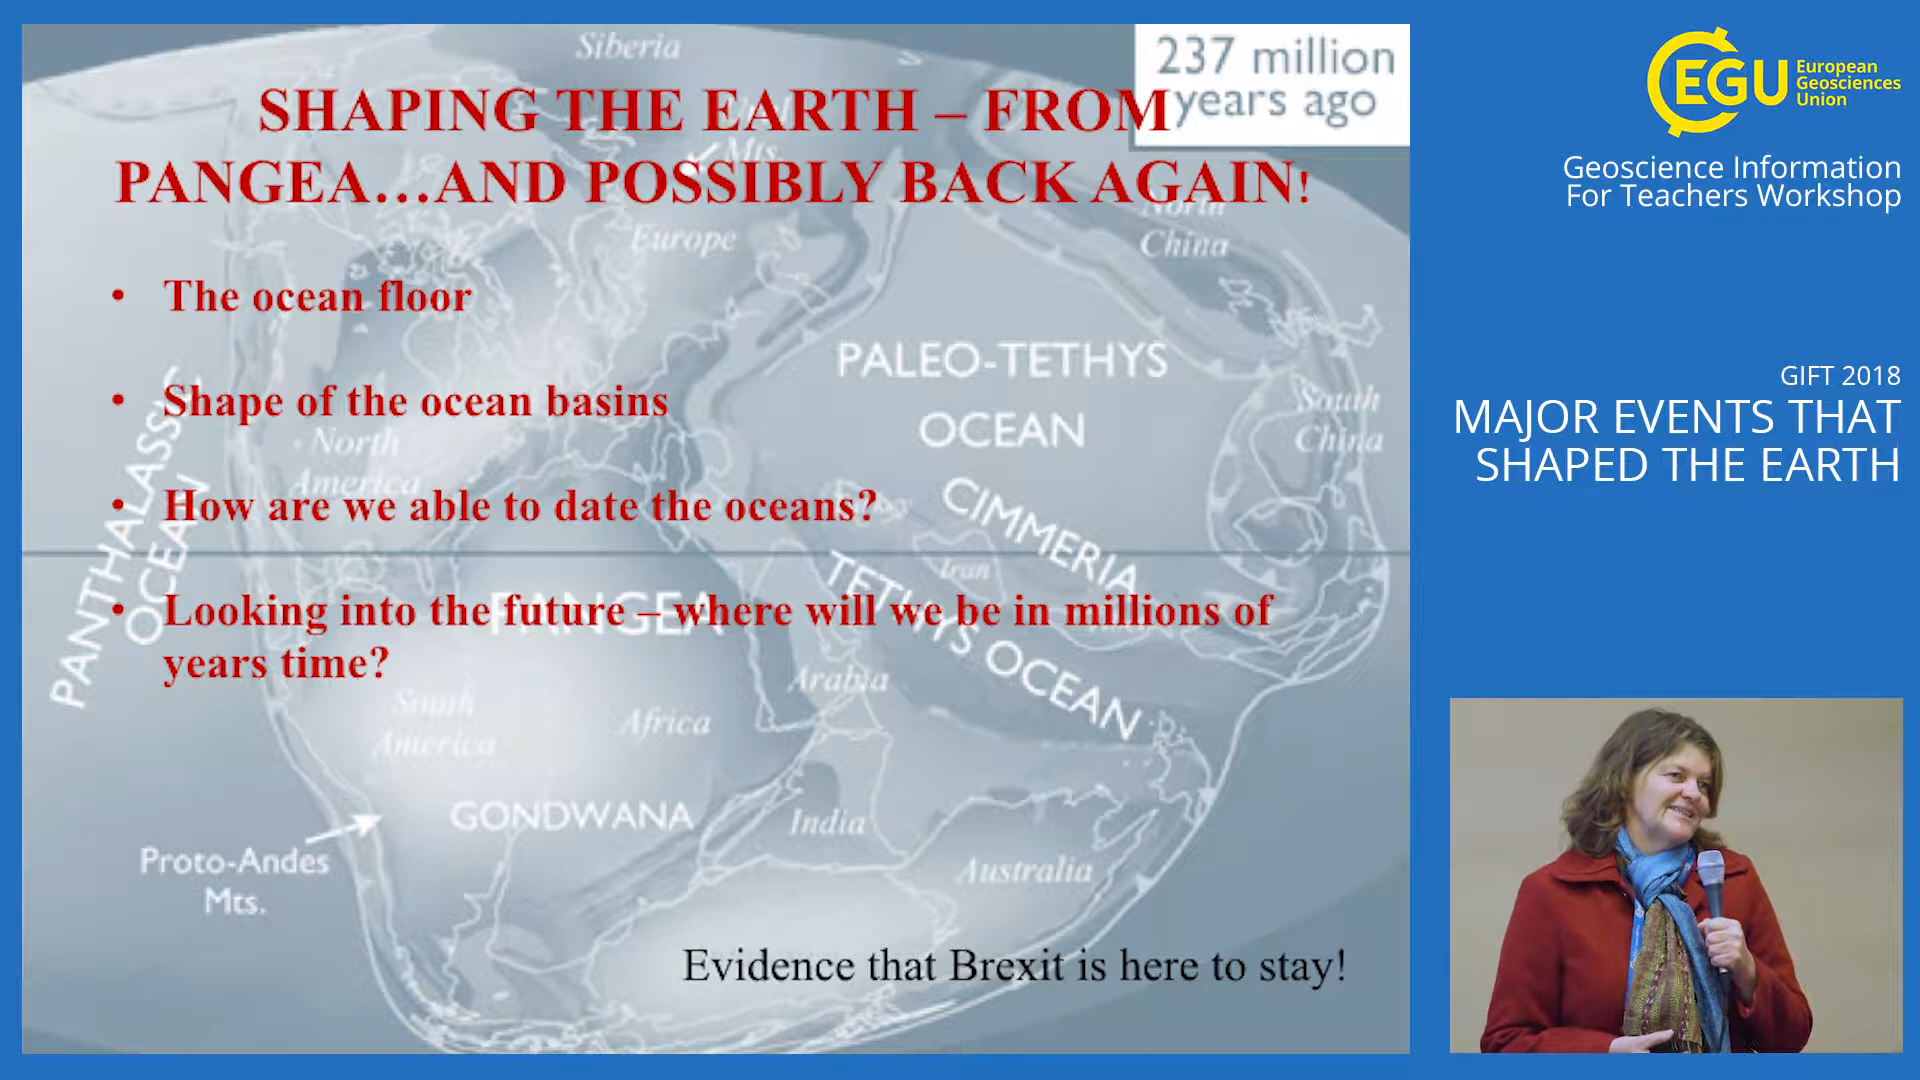 Siberia
237 million
years ago
SHAPING THE EARTH – FROM
PANGEA…AND POSSIBLY BACK AGAIN!
Mts.
Europe
North
China
• The ocean floor
PALEO-TETHYS
OCEAN
• Shape of the ocean basins
South
China
North
America
PANTHALASSIC
OCEAN
• How are we able to date the oceans?
CIMMERIA
Iran
TETHYS OCEAN
PANGEA
• Looking into the future – where will we be in millions of
years time?
Arabia
South
America
Africa
GONDWANA
India
Australia
Proto-Andes
Mts.
Evidence that Brexit is here to stay!
EGU
European
Geosciences
Union
Geoscience Information
For Teachers Workshop
GIFT 2018
MAJOR EVENTS THAT
SHAPED THE EARTH